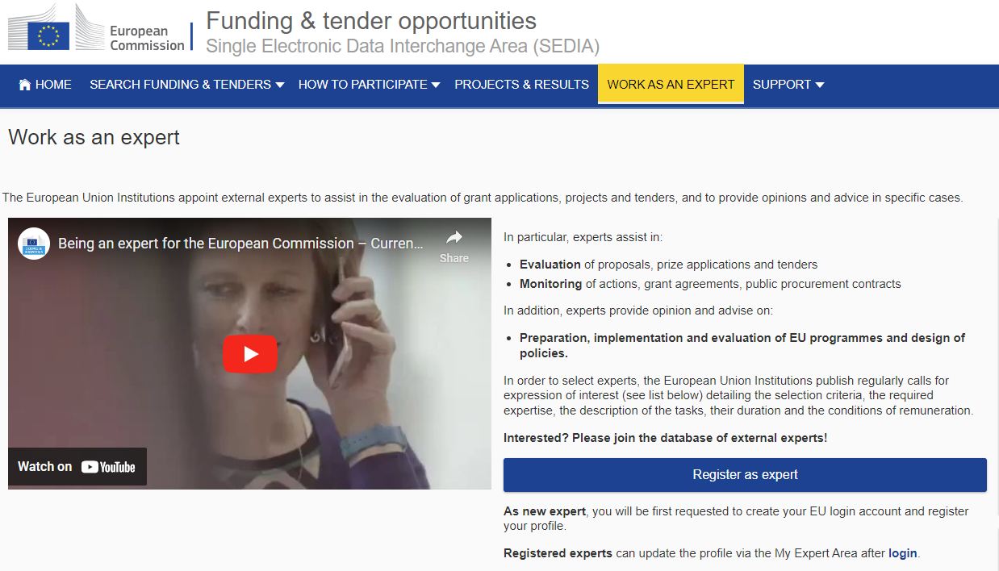 European
Commission
Funding & tender opportunities
Single Electronic Data Interchange Area (SEDIA)
HOME
SEARCH FUNDING & TENDERS
HOW TO PARTICIPATE
PROJECTS & RESULTS
WORK AS AN EXPERT
SUPPORT
Work as an expert
The European Union Institutions appoint external experts to assist in the evaluation of grant applications, projects and tenders, and to provide opinions and advice in specific cases.
Being an expert for the European Commission – Curren...
Share
Watch on YouTube
In particular, experts assist in:
• Evaluation of proposals, prize applications and tenders
• Monitoring of actions, grant agreements, public procurement contracts
In addition, experts provide opinion and advise on:
• Preparation, implementation and evaluation of EU programmes and design of
policies.
In order to select experts, the European Union Institutions publish regularly calls for
expression of interest (see list below) detailing the selection criteria, the required
expertise, the description of the tasks, their duration and the conditions of remuneration.
Interested? Please join the database of external experts!
Register as expert
As new expert, you will be first requested to create your EU login account and register
your profile.
Registered experts can update the profile via the My Expert Area after login.